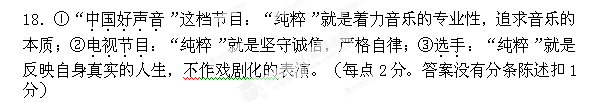 18. ①“中国好声音”这档节目：“纯粹”就是着力音乐的专业性，追求音乐的
本质；②电视节目：“纯粹”就是坚守诚信，严格自律；③选手：“纯粹”就是
反映自身真实的人生，不作戏剧化的表演。（每点 2 分。答案没有分条陈述扣 1
分）